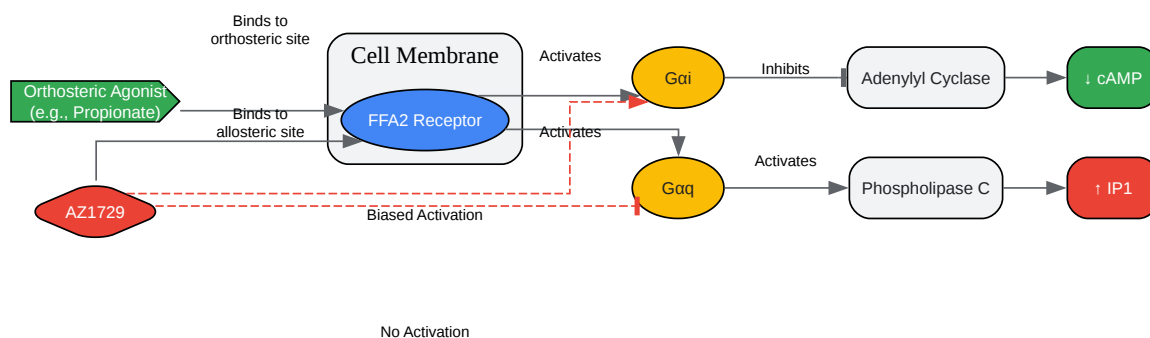 Binds to
orthosteric site
Cell Membrane
Activates
Gαi
Inhibits
Adenylyl Cyclase
↓ cAMP
Orthosteric Agonist
(e.g., Propionate)
Binds to
allosteric site
FFA2 Receptor
Activates
Activates
Gαq
Phospholipase C
↑ IP1
AZ1729
Biased Activation
No Activation